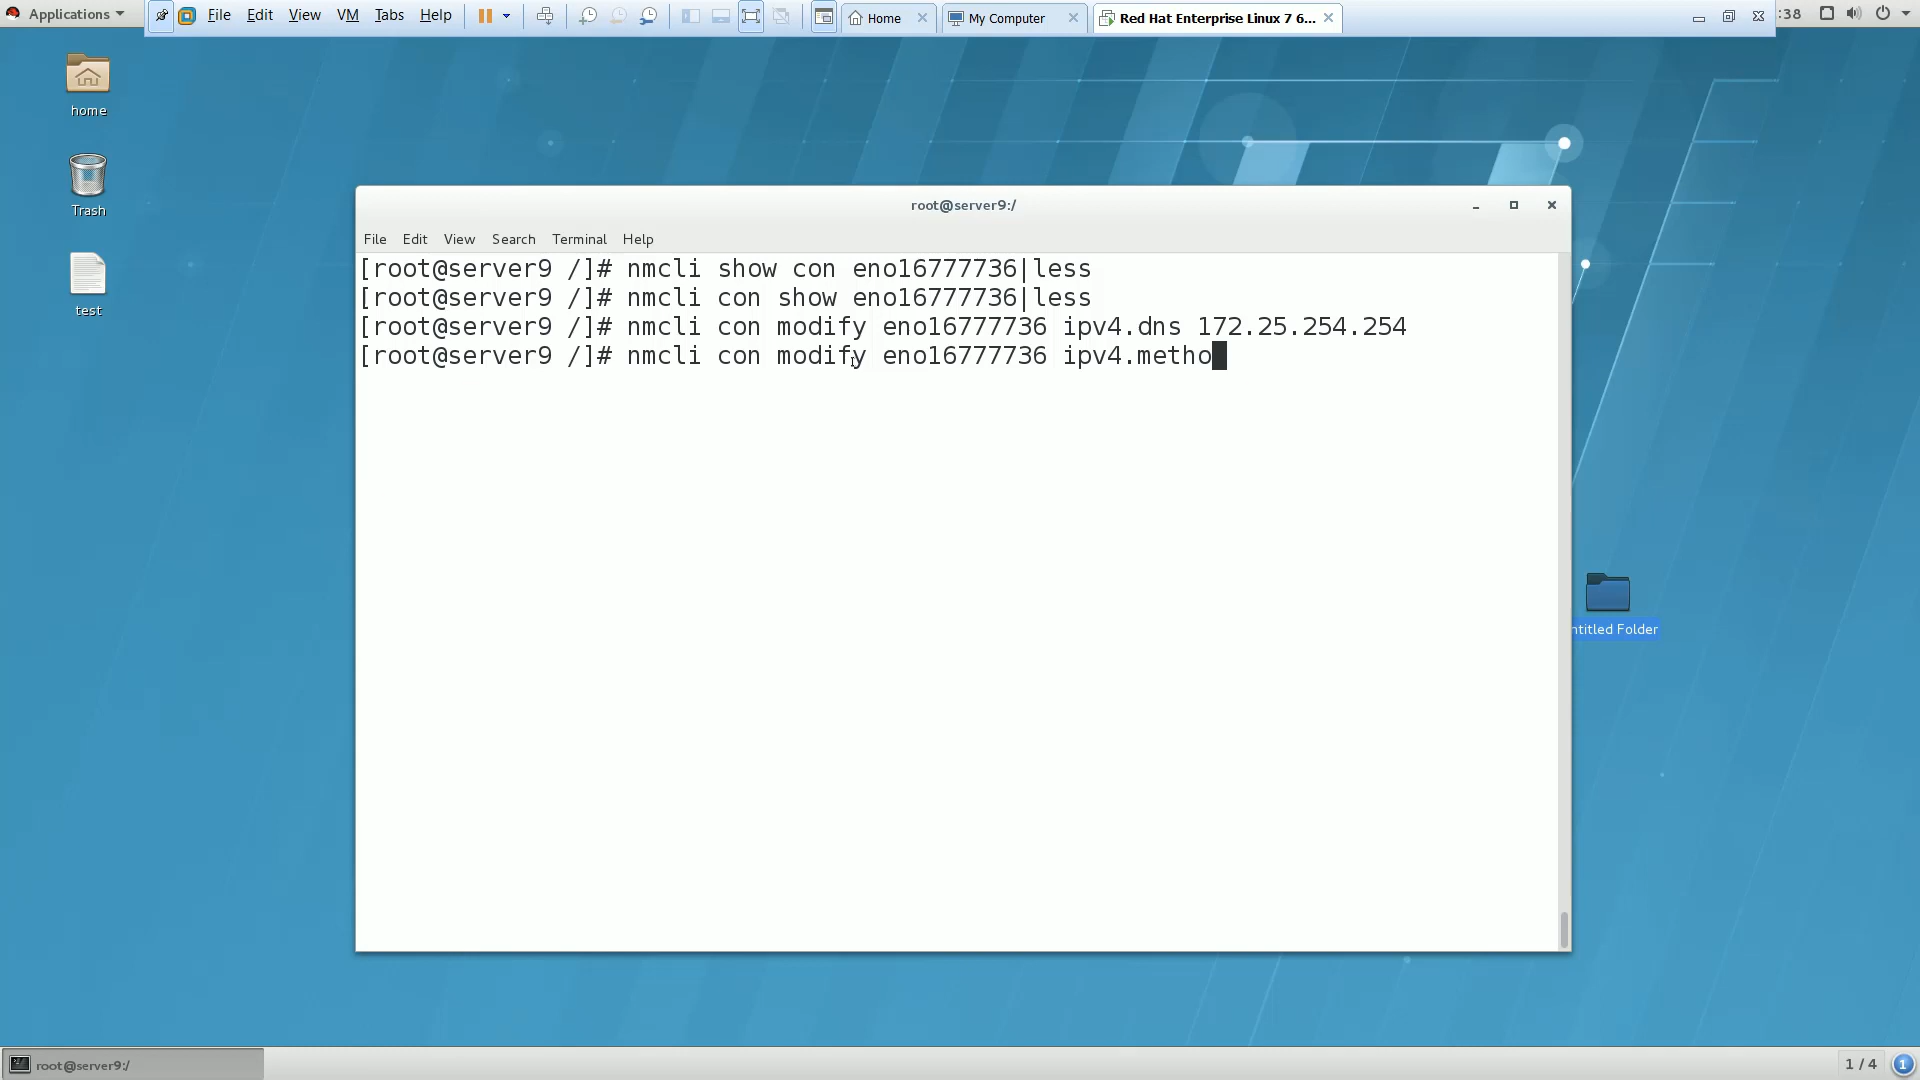 Applications
File Edit View VM Tabs Help
Home
My Computer
Red Hat Enterprise Linux 7 6...
:38
home
Trash
test
root@server9:/
File Edit View Search Terminal Help
[root@server9 /]# nmcli show con eno16777736|less
[root@server9 /]# nmcli con show eno16777736|less
[root@server9 /]# nmcli con modify eno16777736 ipv4.dns 172.25.254.254
[root@server9 /]# nmcli con modify eno16777736 ipv4.metho
ntitled Folder
root@server9:/
1 / 4
1